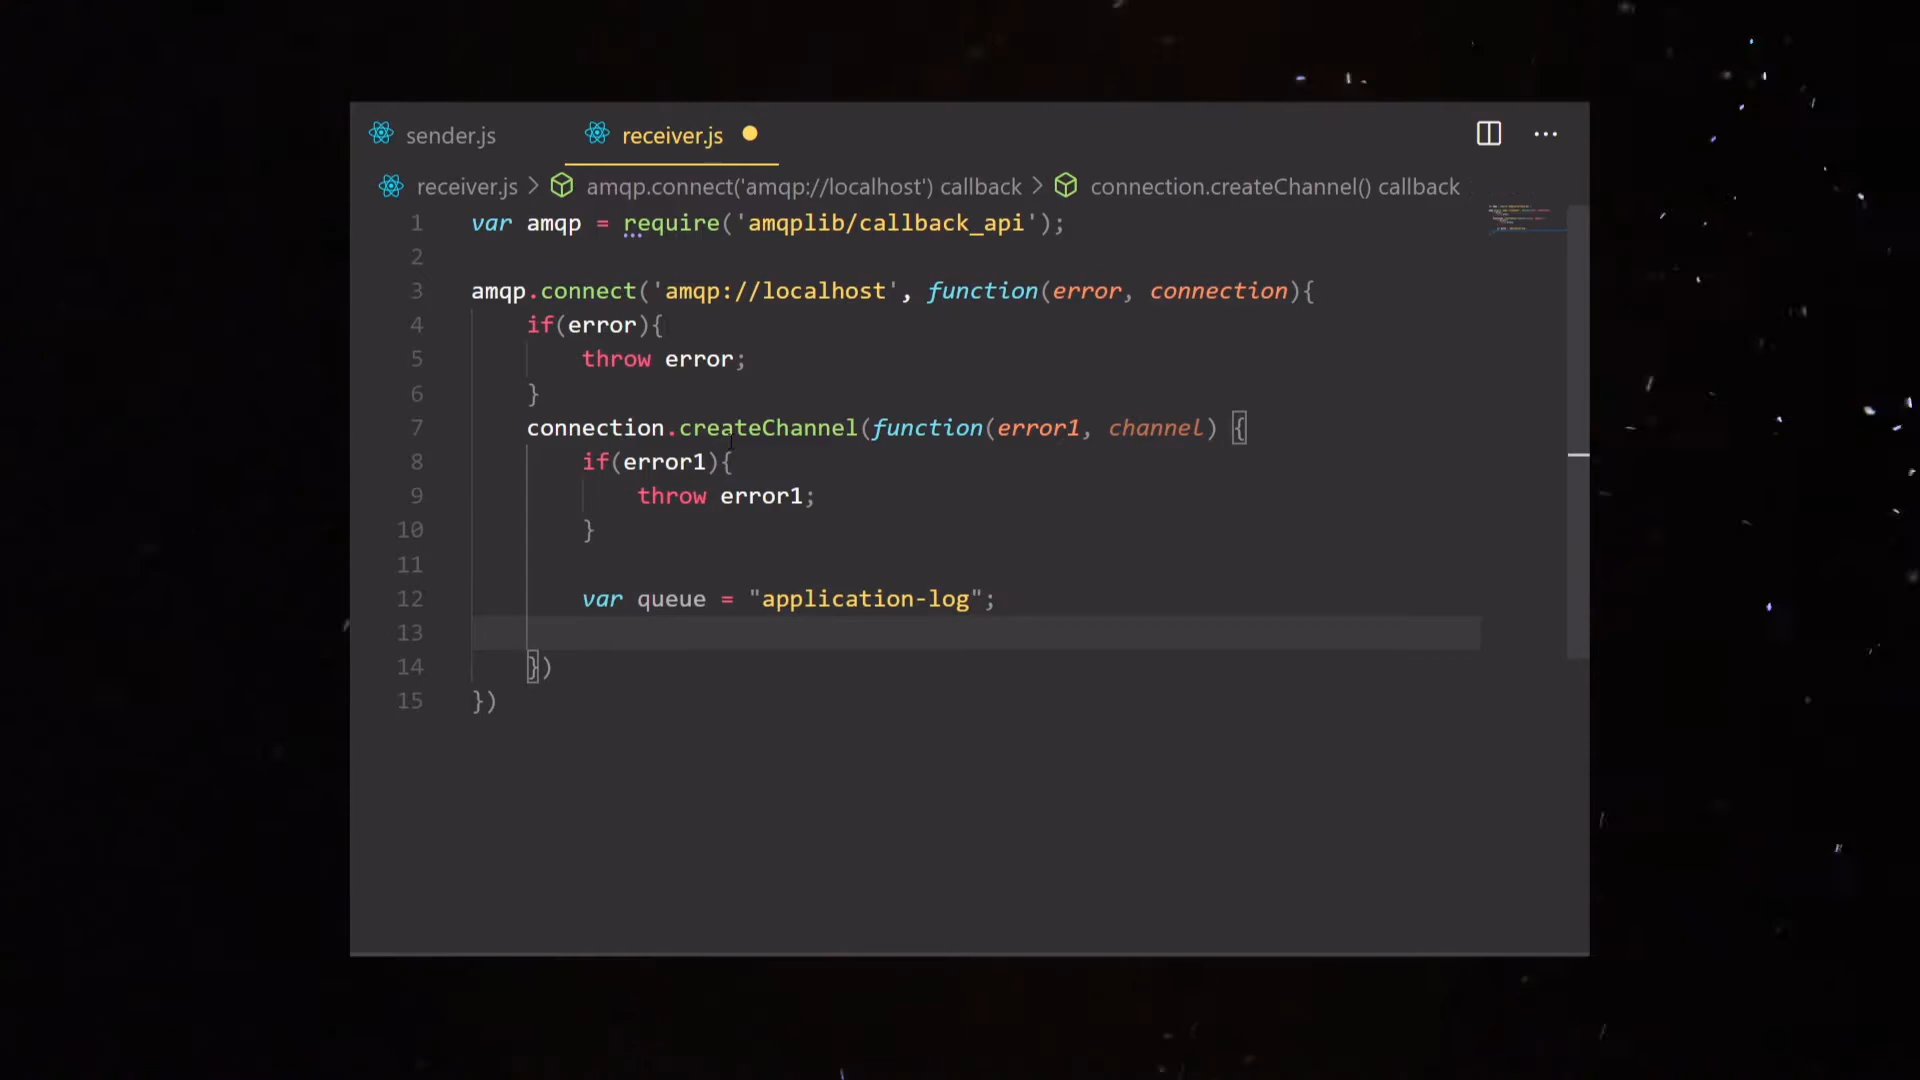 sender.js receiver.js
receiver.js > amqp.connect('amqp://localhost') callback > connection.createChannel() callback
1 var amqp = require('amqplib/callback_api');
2
3 amqp.connect('amqp://localhost', function(error, connection){
4 if(error){
5 throw error;
6 }
7 connection.createChannel(function(error1, channel) {
8 if(error1){
9 throw error1;
10 }
11
12 var queue = "application-log";
13
14 })
15 })